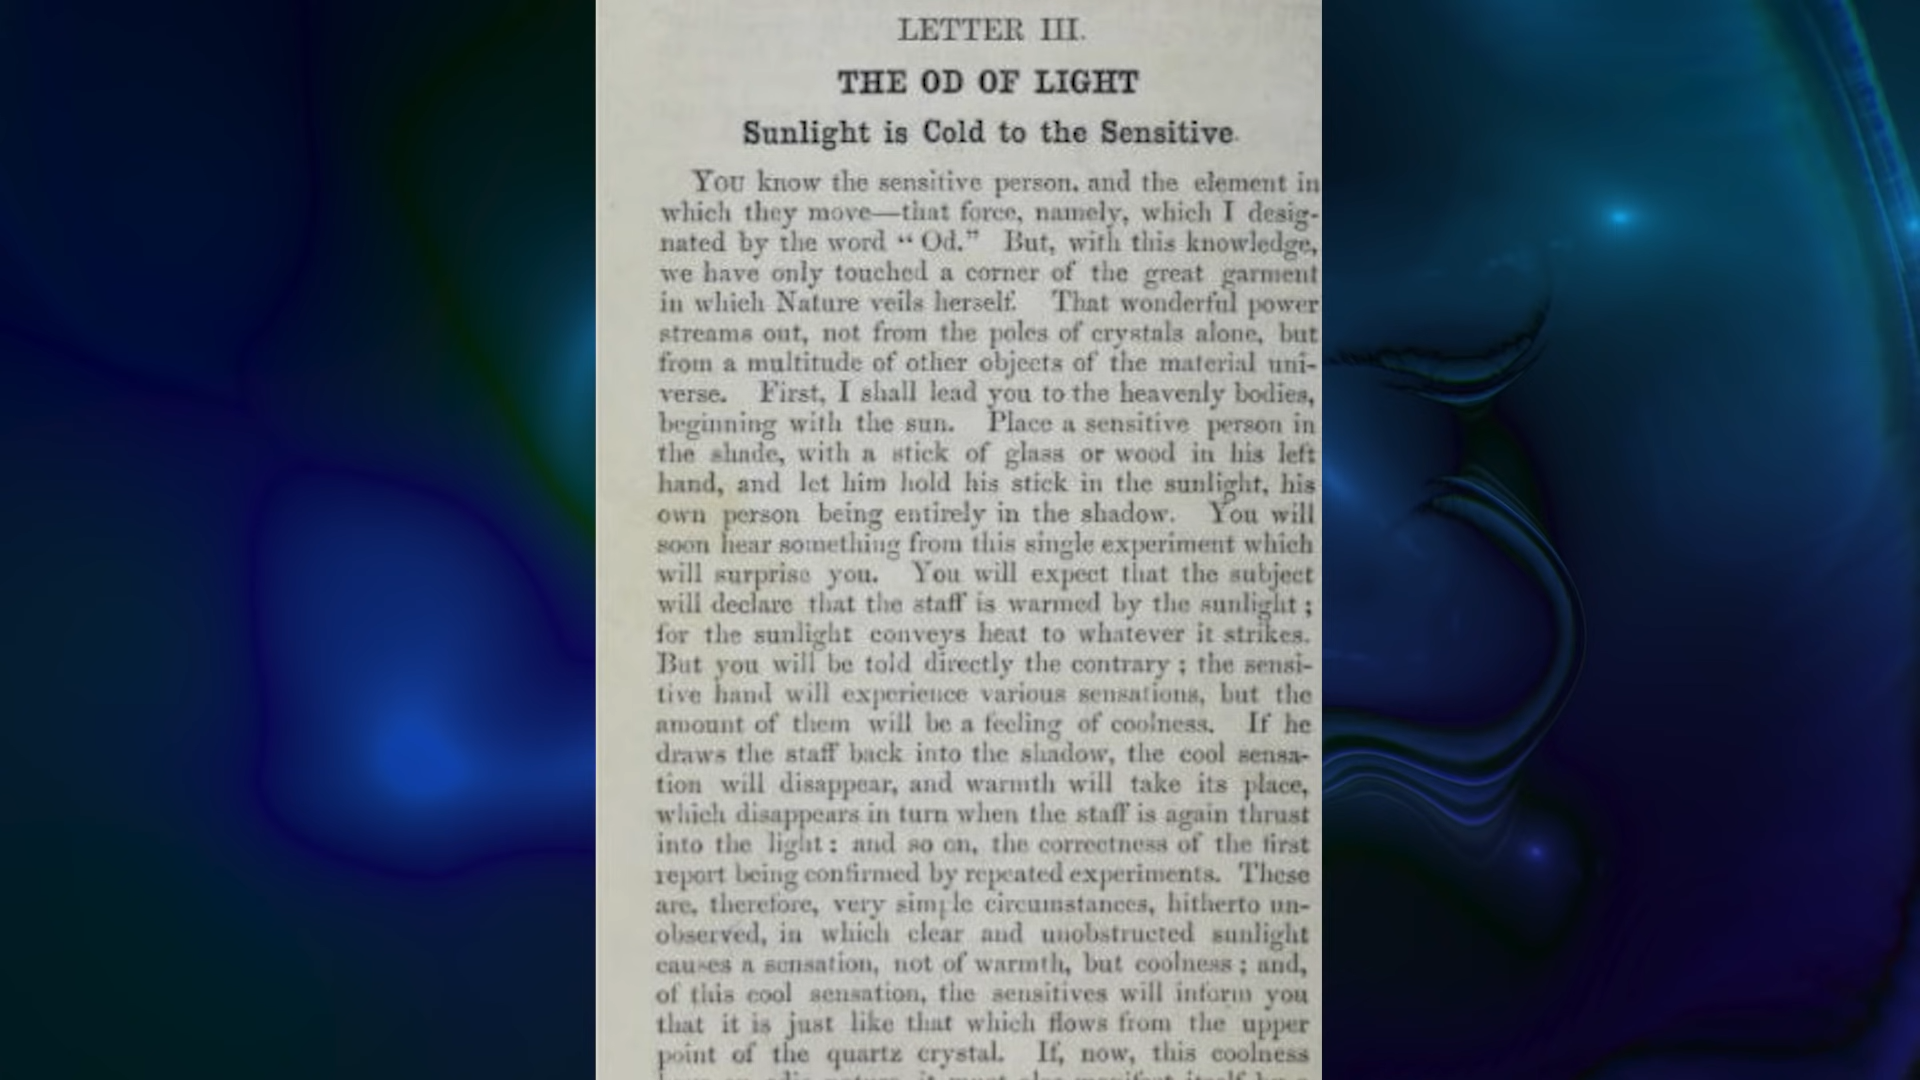 LETTER III.
THE OD OF LIGHT
Sunlight is Cold to the Sensitive.
You know the sensitive person, and the element in
which they move—that force, namely, which I desig-
nated by the word “Od.” But, with this knowledge,
we have only touched a corner of the great garment
in which Nature veils herself. That wonderful power
streams out, not from the poles of crystals alone, but
from a multitude of other objects of the material uni-
verse. First, I shall lead you to the heavenly bodies,
beginning with the sun. Place a sensitive person in
the shade, with a stick of glass or wood in his left
hand, and let him hold his stick in the sunlight, his
own person being entirely in the shadow. You will
soon hear something from this single experiment which
will surprise you. You will expect that the subject
will declare that the staff is warmed by the sunlight;
for the sunlight conveys heat to whatever it strikes.
But you will be told directly the contrary; the sensi-
tive hand will experience various sensations, but the
amount of them will be a feeling of coolness. If he
draws the staff back into the shadow, the cool sensa-
tion will disappear, and warmth will take its place,
which disappears in turn when the staff is again thrust
into the light: and so on, the correctness of the first
report being confirmed by repeated experiments. These
are, therefore, very simple circumstances, hitherto un-
observed, in which clear and unobstructed sunlight
causes a sensation, not of warmth, but coolness; and,
of this cool sensation, the sensitives will inform you
that it is just like that which flows from the upper
point of the quartz crystal. If, now, this coolness